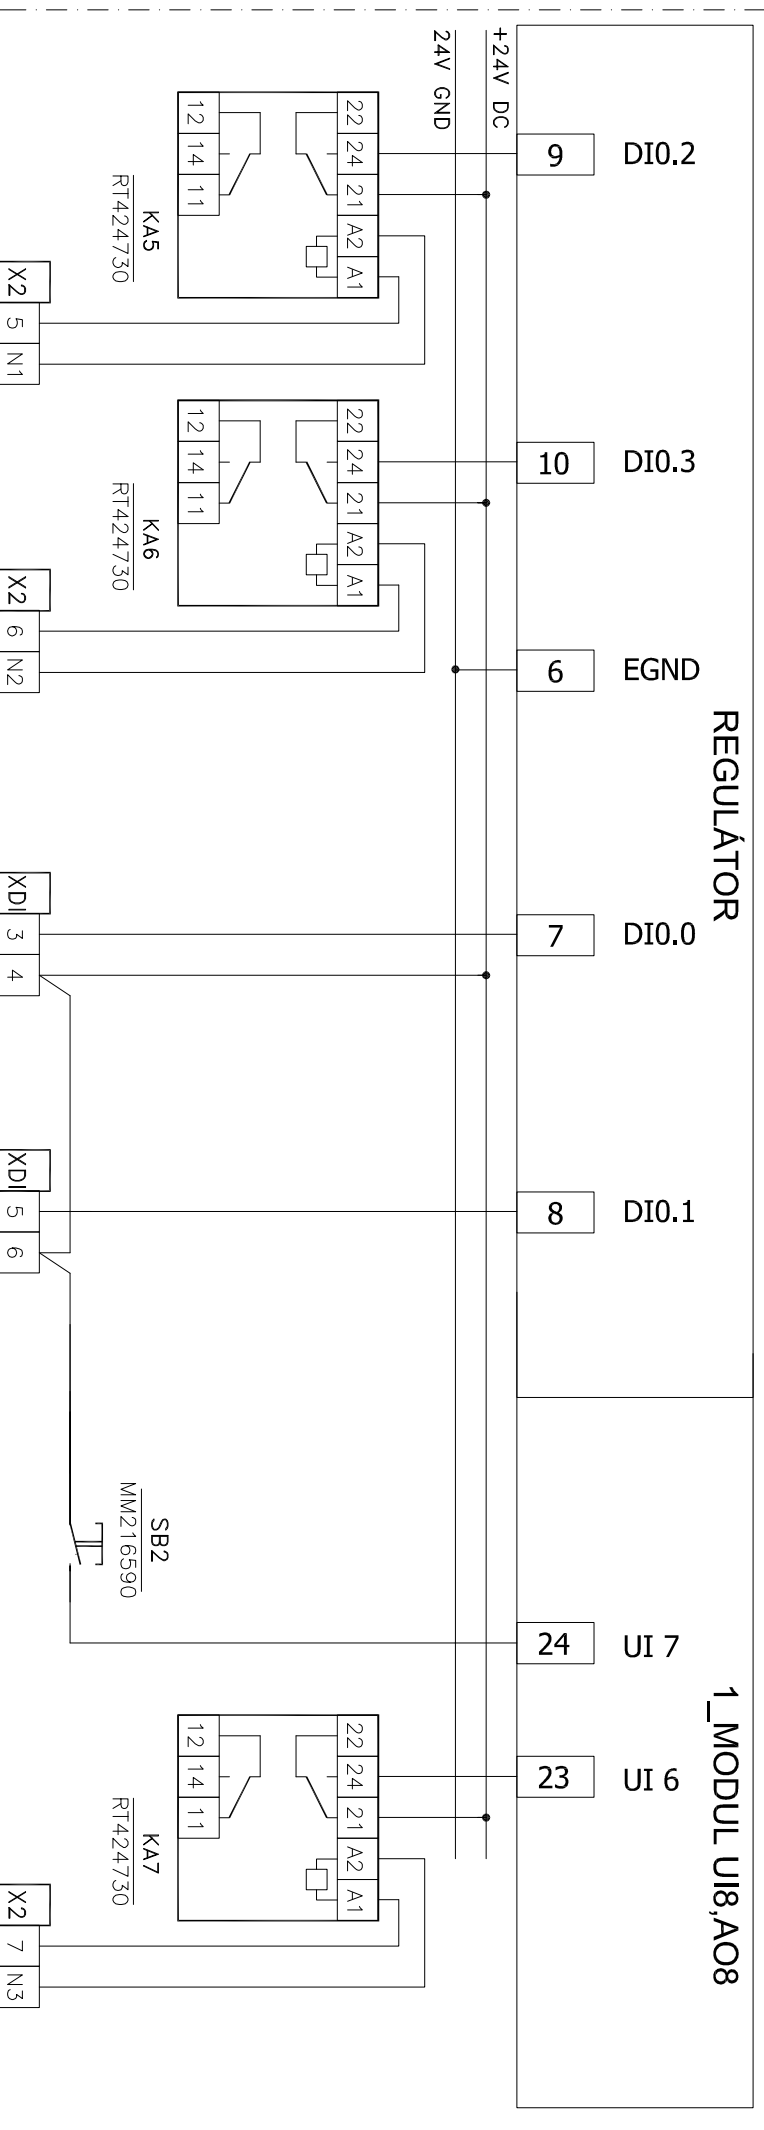 24V GND
+24V DC
9
DI0.2
22
24
21
A2
A1
12
14
11
KA5
RT424730
X2
5
N1
10
DI0.3
22
24
21
A2
A1
12
14
11
KA6
RT424730
X2
6
N2
6
EGND
REGULÁTOR
XDI
3
4
7
DI0.0
XDI
5
6
8
DI0.1
SB2
MM216590
24
UI 7
1_MODUL UI8,AO8
23
UI 6
22
24
21
A2
A1
12
14
11
KA7
RT424730
X2
7
N3